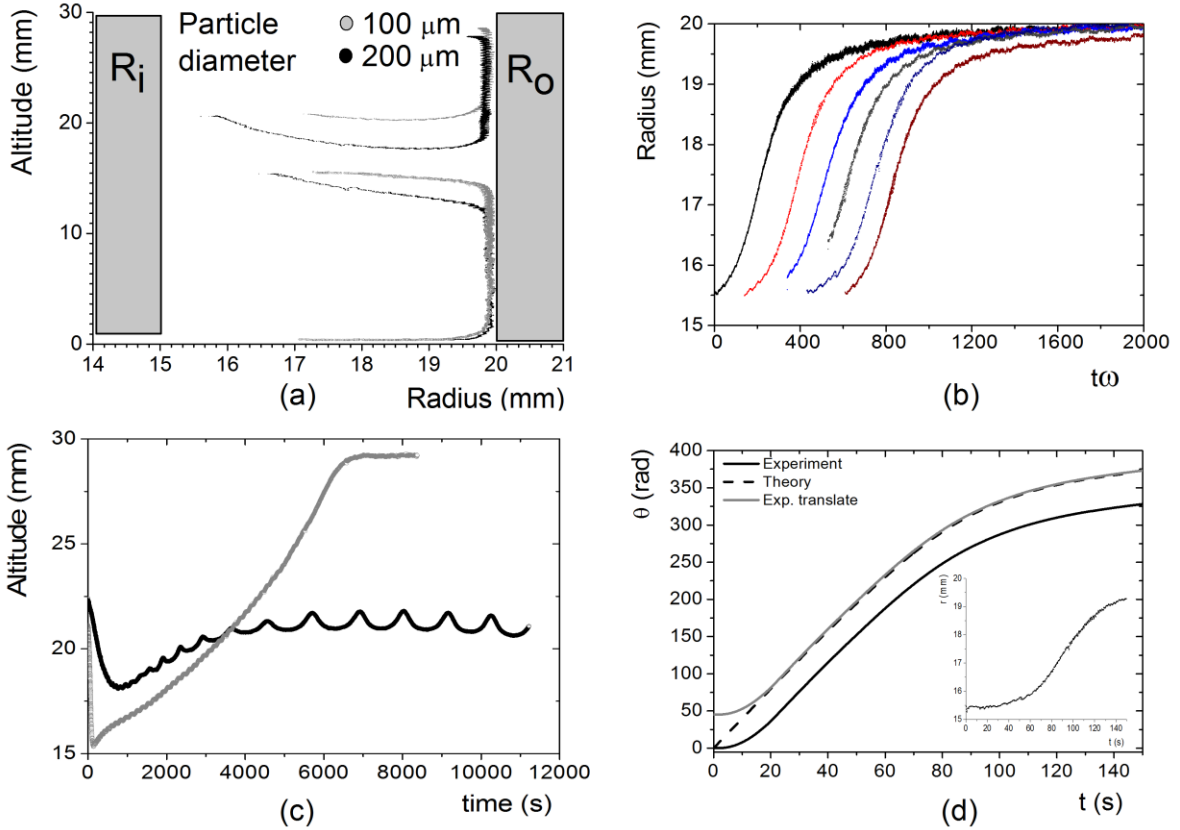 Altitude (mm)
30
20
10
0
R_i
Particle
diameter
100 μm
200 μm
R_o
14 15 16 17 18 19 20 21
(a)
Radius (mm)
Radius (mm)
20
19
18
17
16
15
0 400 800 1200 1600 2000
(b)
tω
Altitude (mm)
30
25
20
15
0 2000 4000 6000 8000 10000 12000
(c)
time (s)
θ (rad)
400
350
300
250
200
150
100
50
0
Experiment
Theory
Exp. translate
r (mm)
20
19
18
17
16
15
0 20 40 60 80 100 120 140
t (s)
0 20 40 60 80 100 120 140
(d)
t (s)